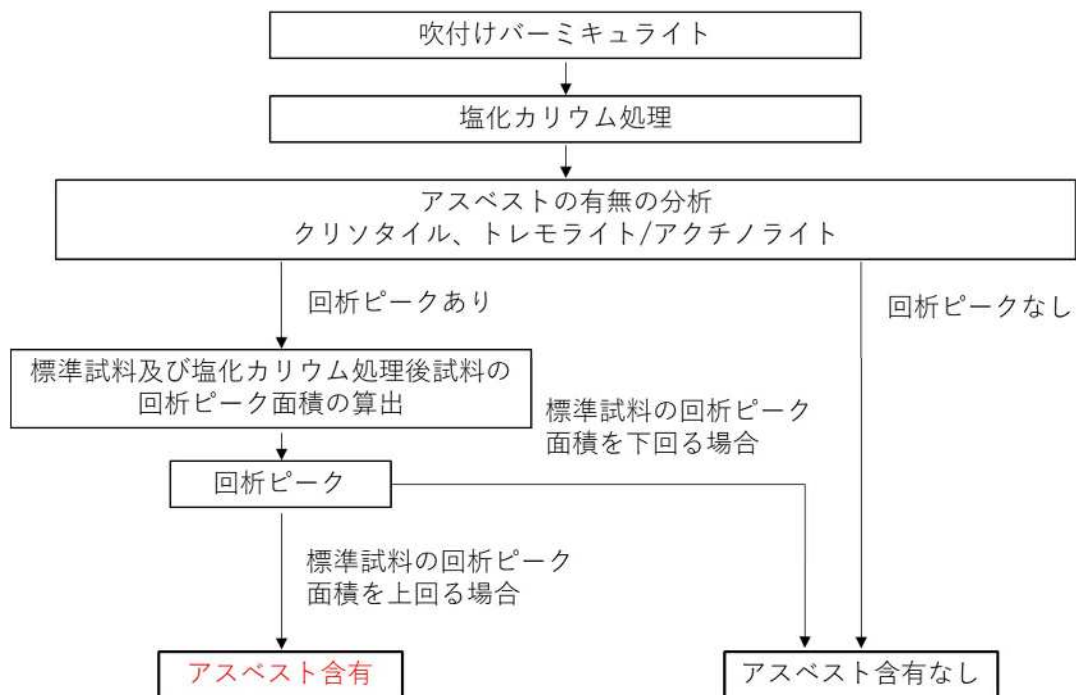 吹付けバーミキュライト
塩化カリウム処理
アスベストの有無の分析
クリソタイル、トレモライト/アクチノライト
回析ピークあり
回析ピークなし
標準試料及び塩化カリウム処理後試料の
回析ピーク面積の算出
標準試料の回析ピーク
面積を下回る場合
回析ピーク
標準試料の回析ピーク
面積を上回る場合
アスベスト含有
アスベスト含有なし